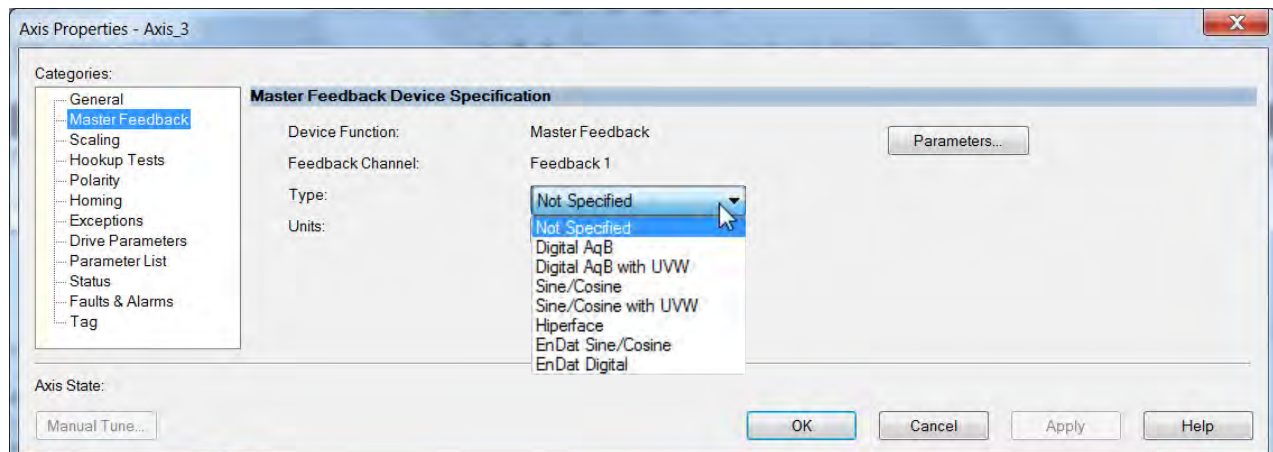 Axis Properties - Axis_3
X
Categories:
General
Master Feedback
Scaling
Hookup Tests
Polarity
Homing
Exceptions
Drive Parameters
Parameter List
Status
Faults & Alarms
Tag
Master Feedback Device Specification
Device Function: Master Feedback
Parameters...
Feedback Channel: Feedback 1
Type: Not Specified
Units:
Not Specified
Digital AqB
Digital AqB with UVW
Sine/Cosine
Sine/Cosine with UVW
Hiperface
EnDat Sine/Cosine
EnDat Digital
Axis State:
Manual Tune... OK Cancel Apply Help